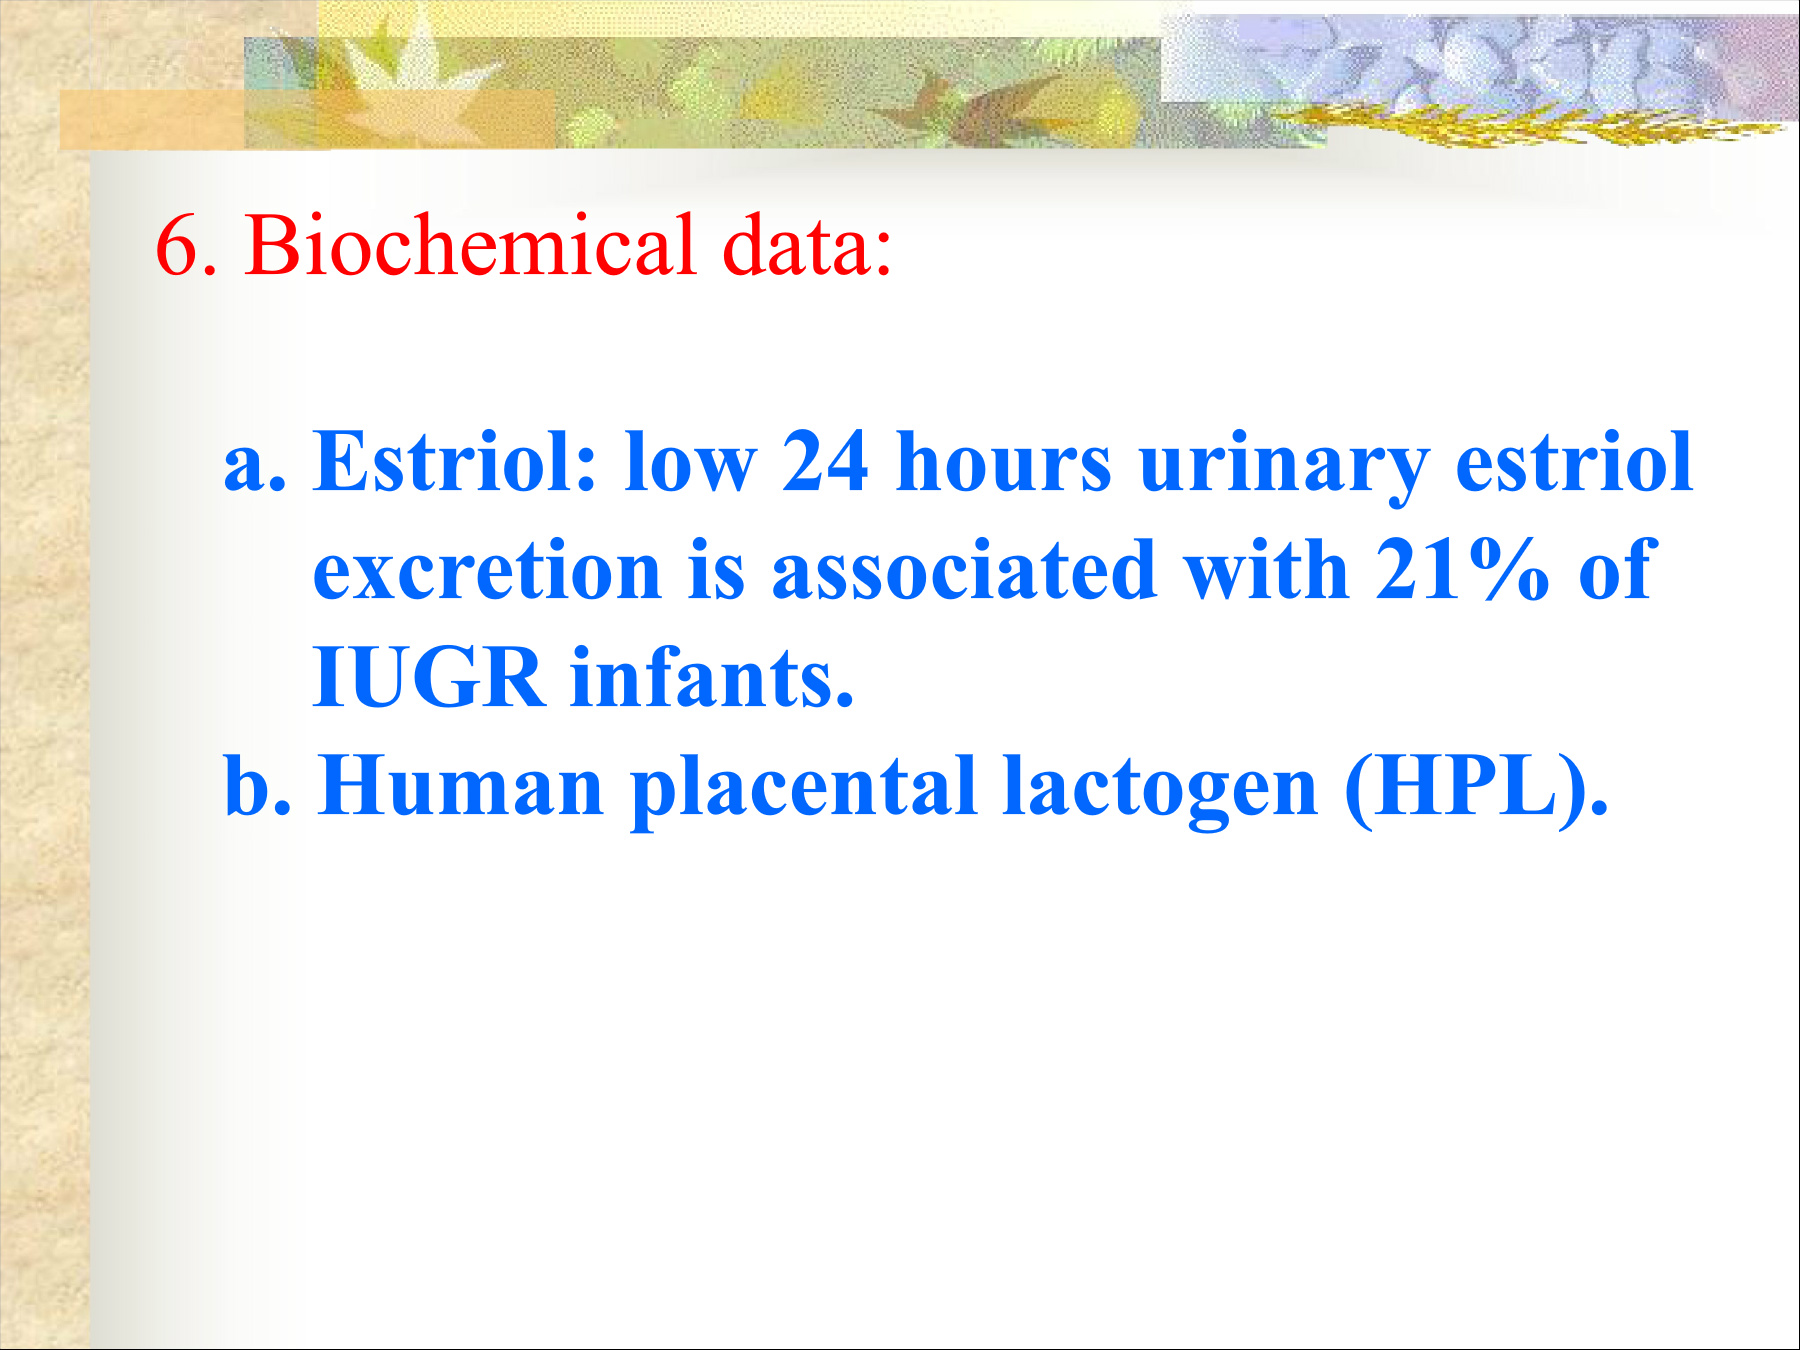 6. Biochemical data:
a. Estriol: low 24 hours urinary estriol
excretion is associated with 21% of
IUGR infants.
b. Human placental lactogen (HPL).